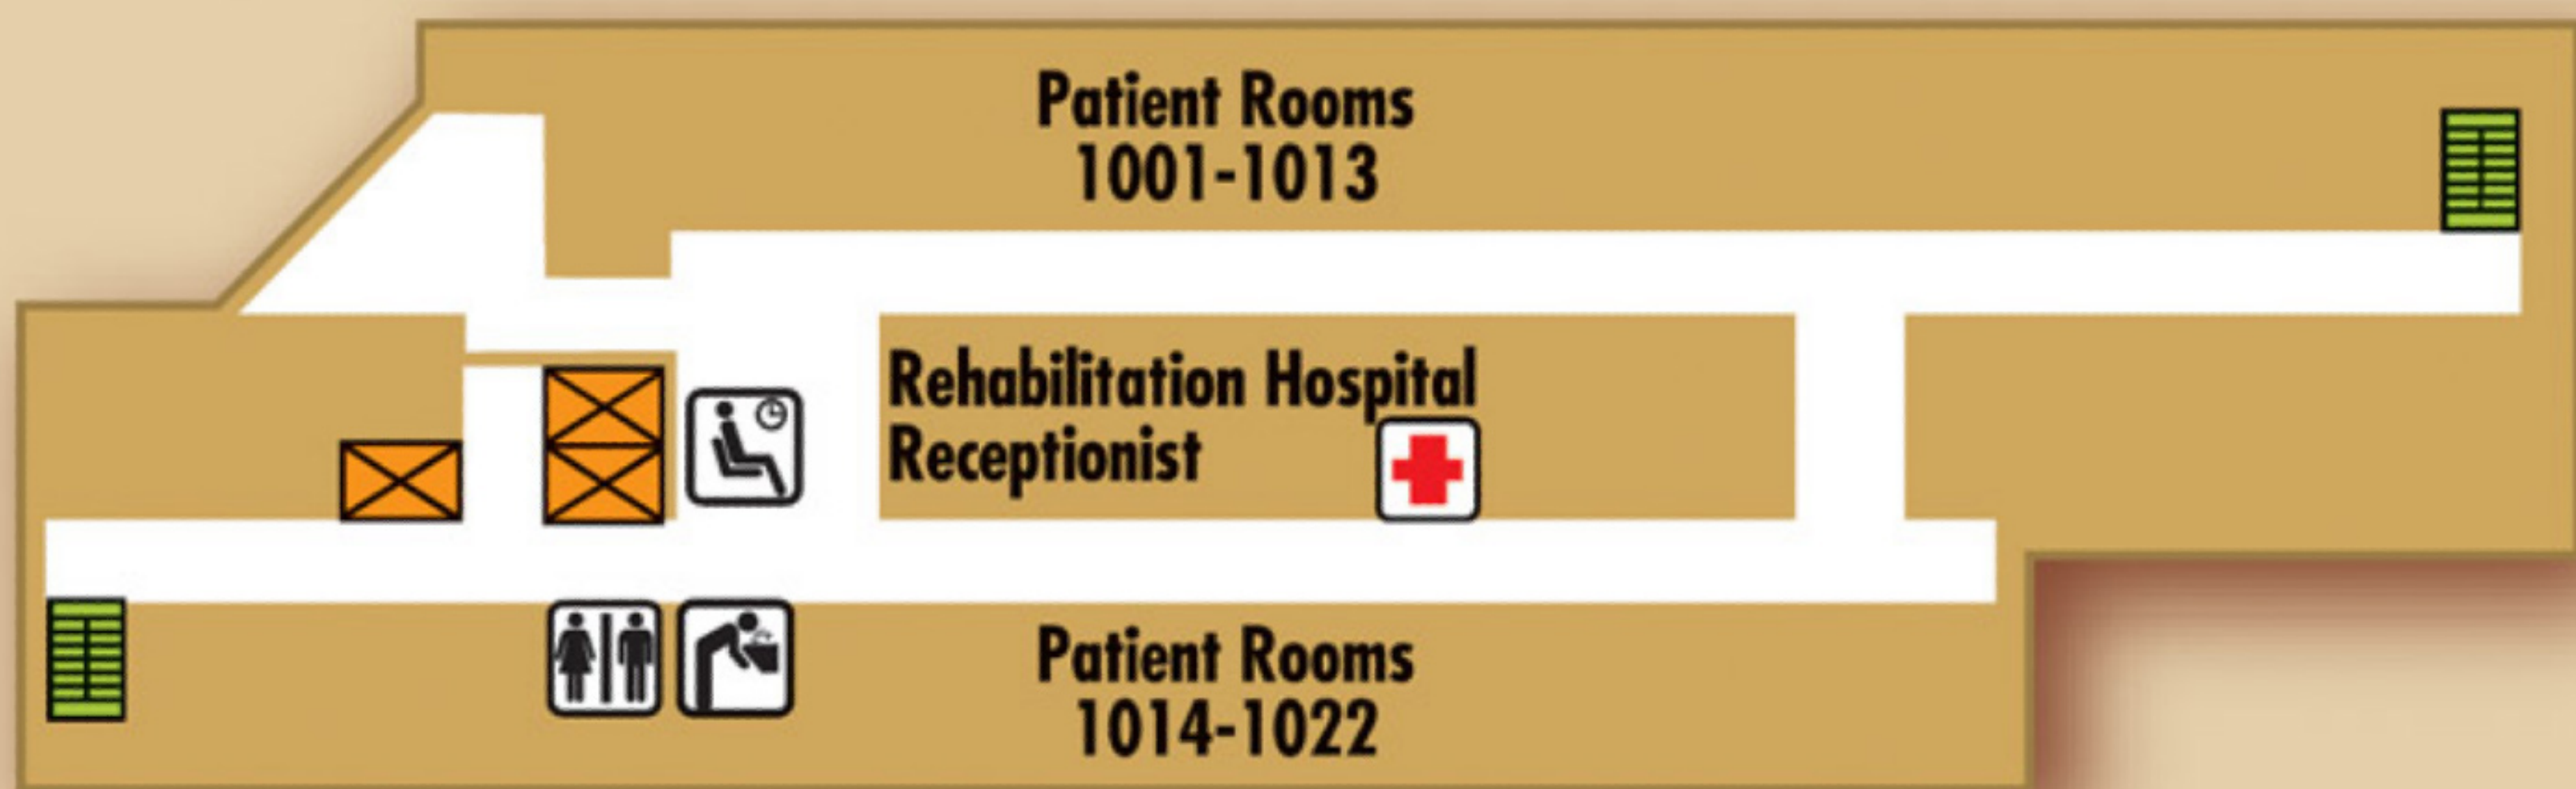 Patient Rooms
1001-1013
Rehabilitation Hospital
Receptionist
Patient Rooms
1014-1022